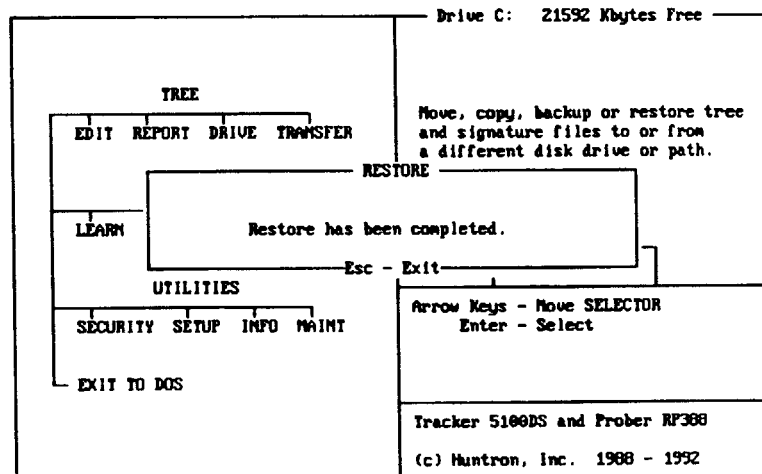 Drive C: 21592 Kbytes Free
TREE
EDIT REPORT DRIVE TRANSFER
Move, copy, backup or restore tree
and signature files to or from
a different disk drive or path.
RESTORE
LEARN
Restore has been completed.
Esc - Exit
UTILITIES
SECURITY SETUP INFO MAINT
Arrow Keys - Move SELECTOR
Enter - Select
EXIT TO DOS
Tracker 5100DS and Prober RP388
(c) Huntron, Inc. 1988 - 1992